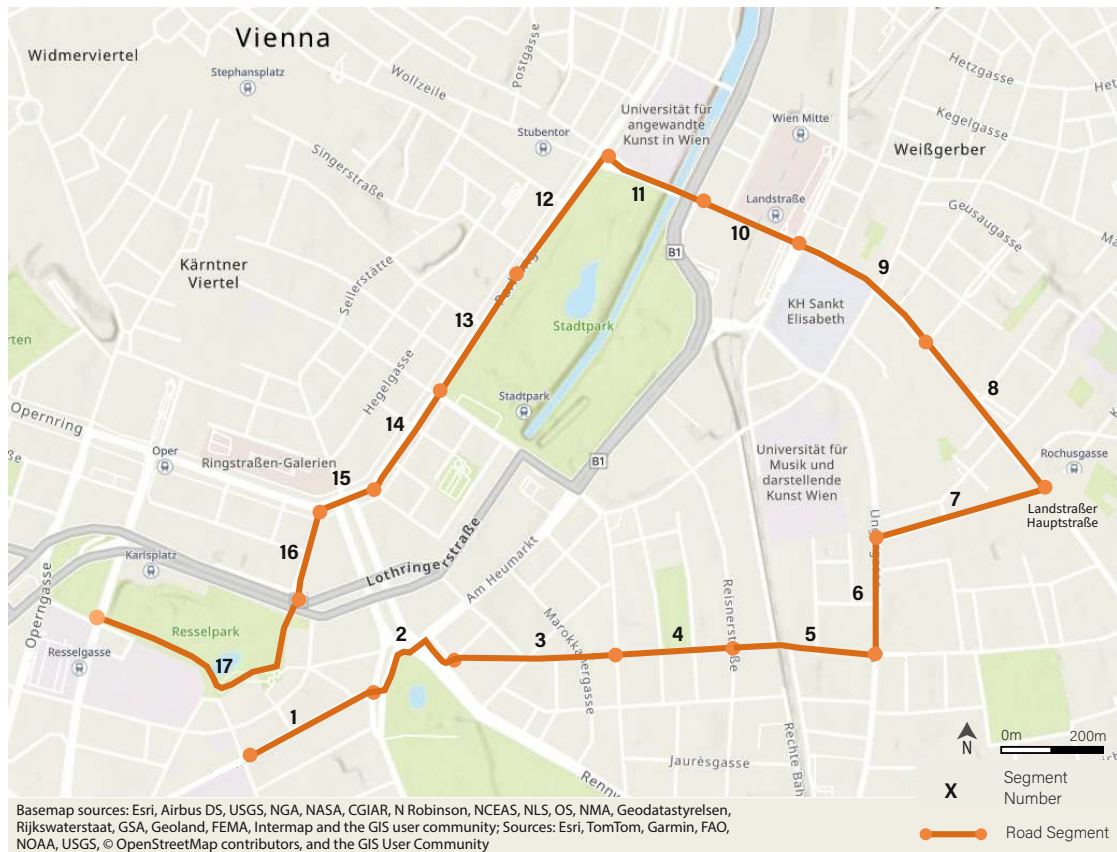 Vienna
Widmerviertel
Stephansplatz
Wollzeile
Postgasse
Stubentor
Universität für
angewandte
Kunst in Wien
Wien Mitte
Hetzgasse
Kegelgasse
Weißgerber
Singerstraße
12
11
Landstraße
10
Geusaugasse
B1
9
Kärntner
Viertel
Seilerstätte
13
Stadtpark
KH Sankt
Elisabeth
Hegelgasse
8
14
Stadtpark
Opernring
Oper
Ringstraßen-Galerien
15
B1
Universität für
Musik und
darstellende
Kunst Wien
Rochusgasse
7
Landstraßer
Hauptstraße
16
Karlsplatz
Lothringerstraße
Am Heumarkt
6
Operngasse
Resselpark
Resselgasse
17
2
3
Marokkanergasse
4
Reisnerstraße
5
1
Jaurèsgasse
N
0m 200m
X
Segment
Number
Road Segment
Basemap sources: Esri, Airbus DS, USGS, NGA, NASA, CGIAR, N Robinson, NCEAS, NLS, OS, NMA, Geodatastyrelsen,
Rijkswaterstaat, GSA, Geoland, FEMA, Intermap and the GIS user community; Sources: Esri, TomTom, Garmin, FAO,
NOAA, USGS, © OpenStreetMap contributors, and the GIS User Community